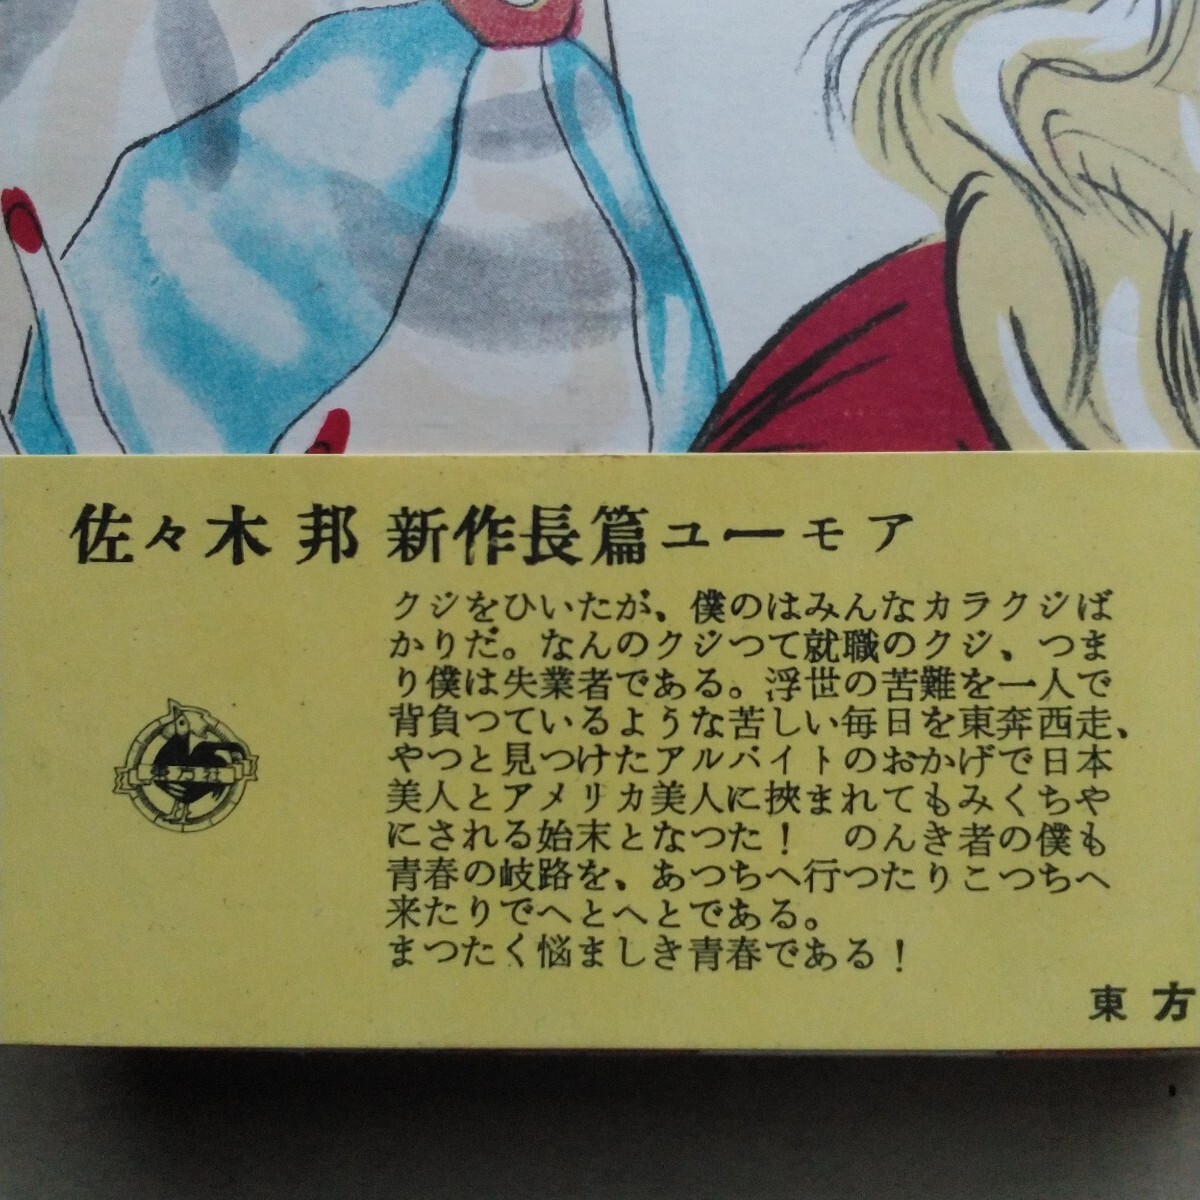 佐々木邦 新作長篇ユーモア
クジをひいたが、僕のはみんなカラクジば
かりだ。なんのクジつて就職のクジ、つま
り僕は失業者である。浮世の苦難を一人で
背負つているような苦しい毎日を東奔西走、
やつと見つけたアルバイトのおかげで日本
美人とアメリカ美人に挾まれてもみくちや
にされる始末となつた！　のんき者の僕も
青春の岐路を、あつちへ行つたりこつちへ
来たりでへとへとである。
まつたく悩ましき青春である！
東方社
東方